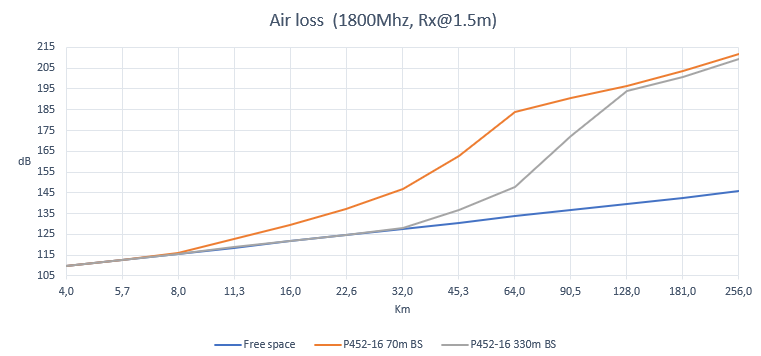 Air loss  (1800Mhz, Rx@1.5m)
215
205
195
185
175
165
155
145
135
125
115
105
dB
4,0 5,7 8,0 11,3 16,0 22,6 32,0 45,3 64,0 90,5 128,0 181,0 256,0
Km
Free space P452-16 70m BS P452-16 330m BS